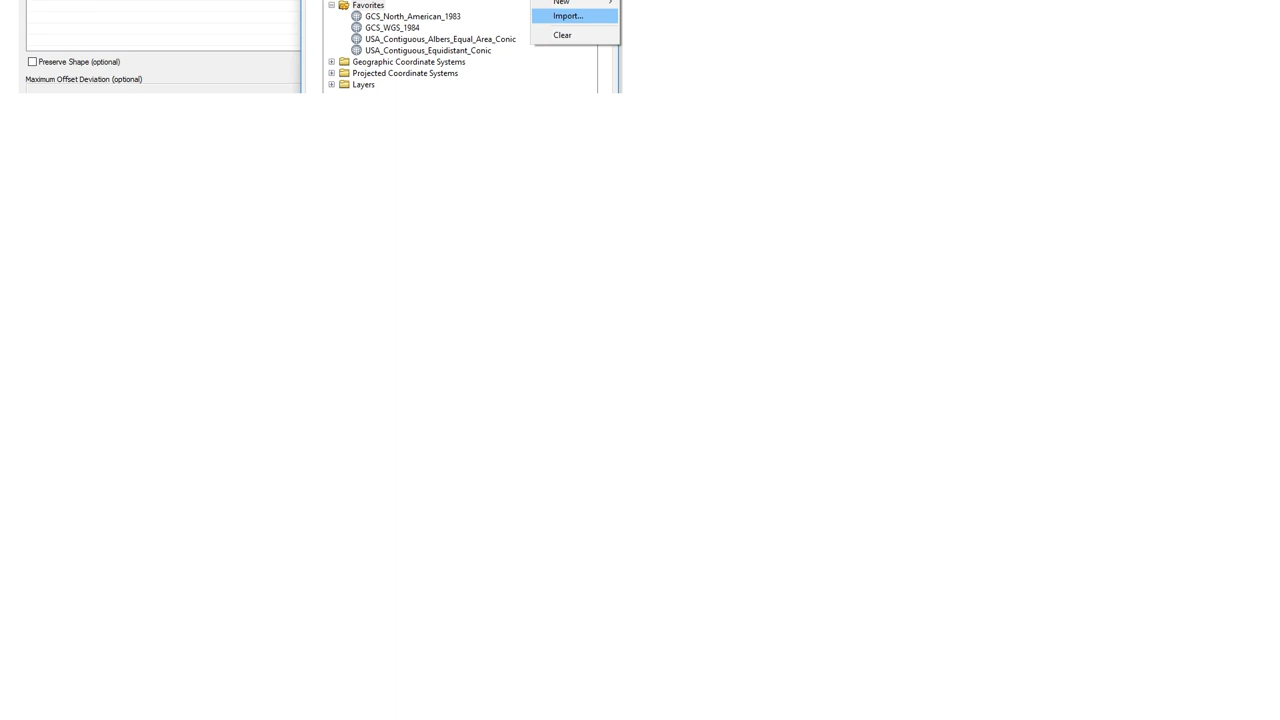 Favorites
GCS_North_American_1983
GCS_WGS_1984
USA_Contiguous_Albers_Equal_Area_Conic
USA_Contiguous_Equidistant_Conic
Geographic Coordinate Systems
Projected Coordinate Systems
Layers
New
Import...
Clear
Preserve Shape (optional)
Maximum Offset Deviation (optional)